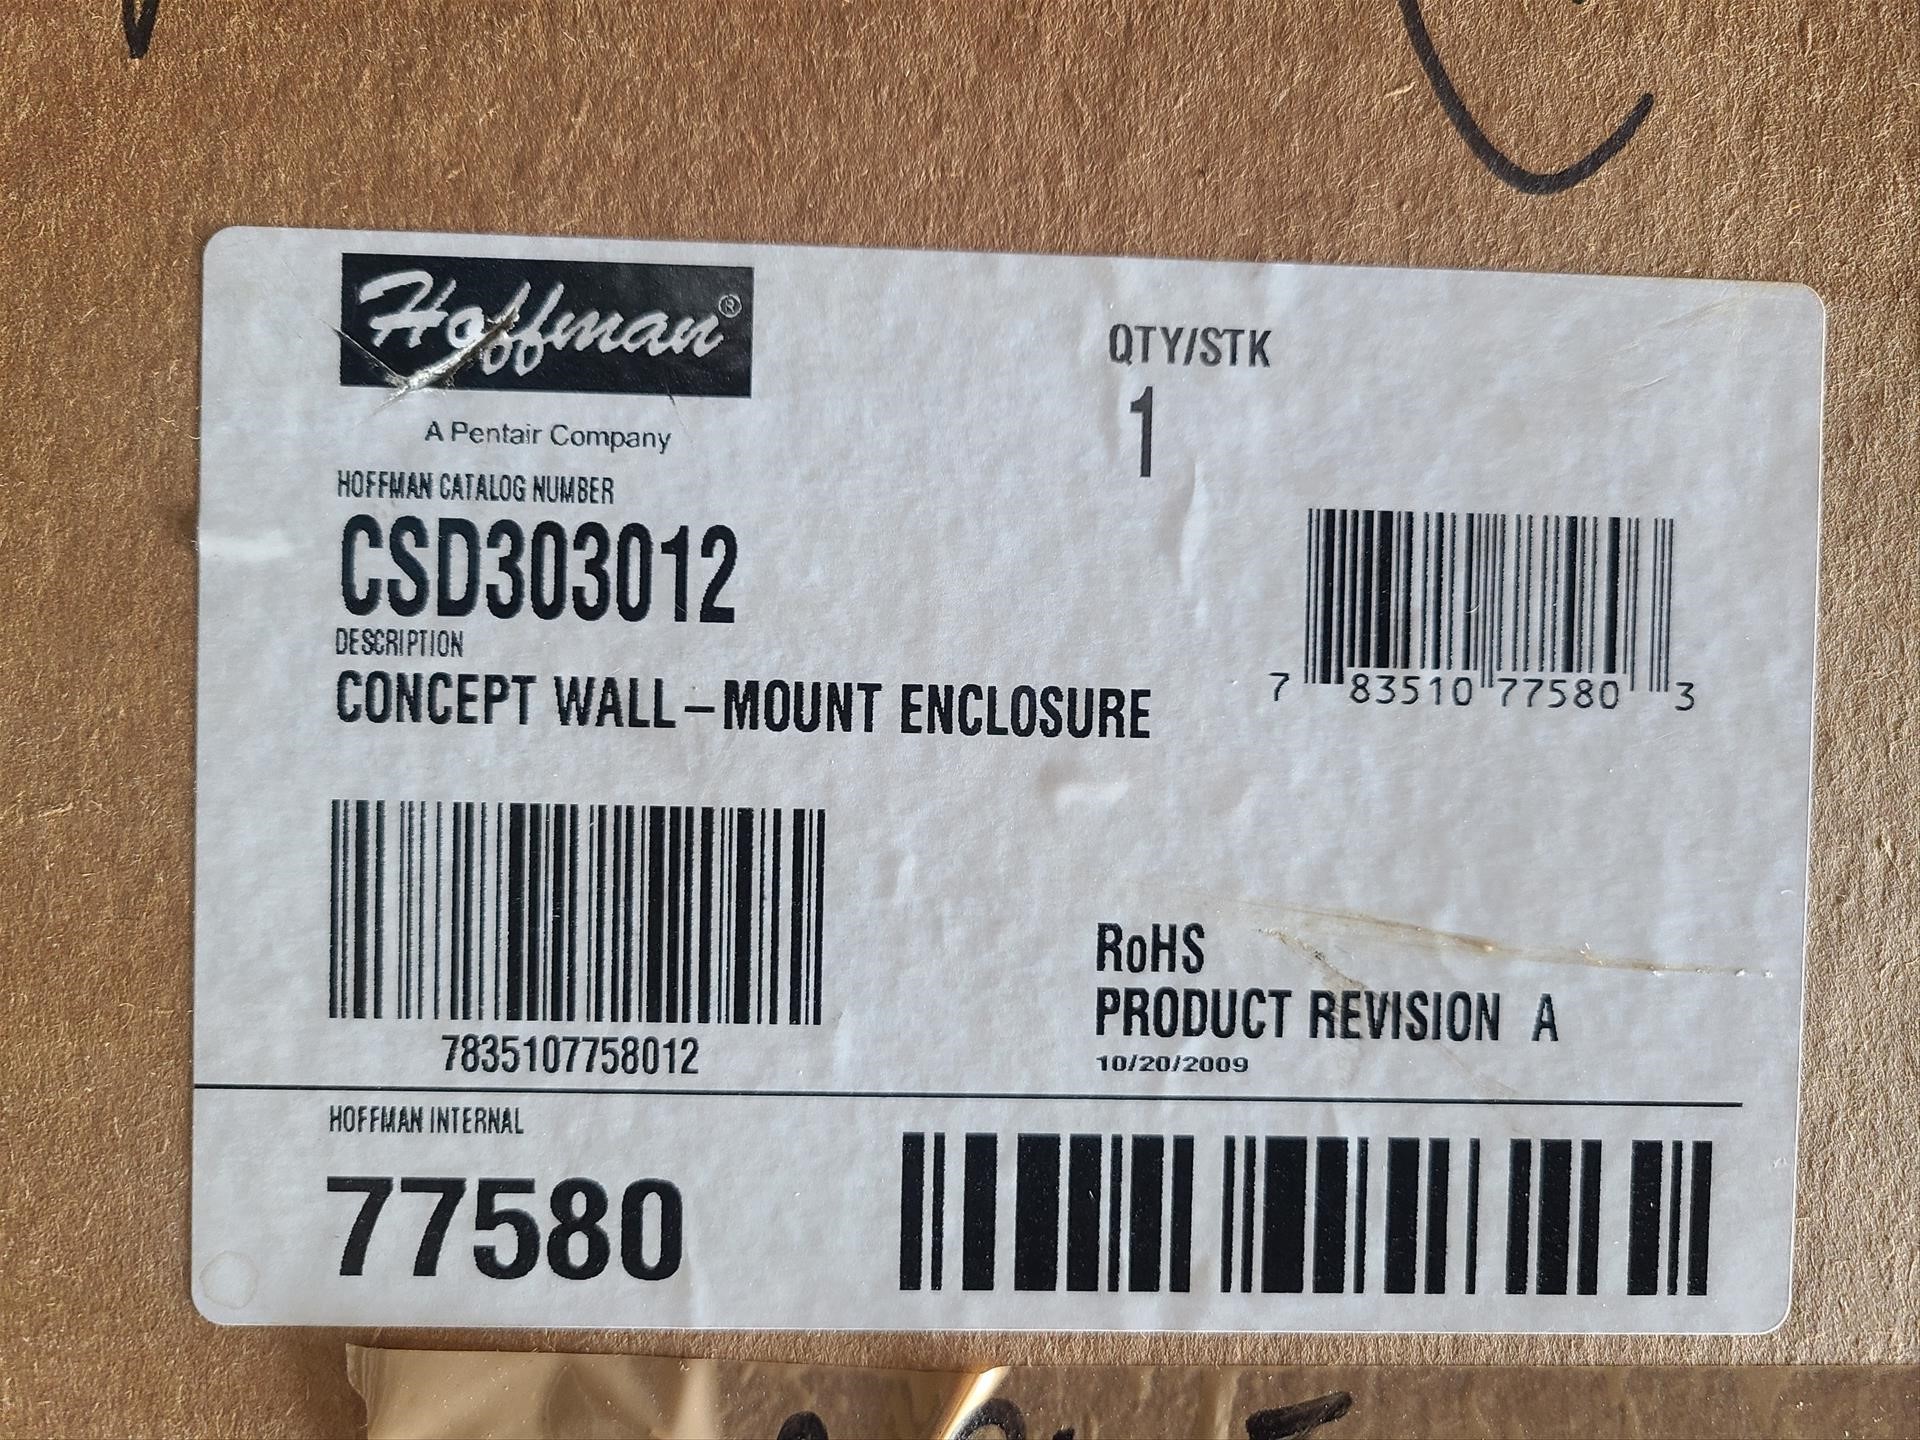 Hoffman®
A Pentair Company
QTY/STK
1
HOFFMAN CATALOG NUMBER
CSD303012
DESCRIPTION
CONCEPT WALL-MOUNT ENCLOSURE
7 83510 77580 3
7835107758012
RoHS
PRODUCT REVISION A
10/20/2009
HOFFMAN INTERNAL
77580